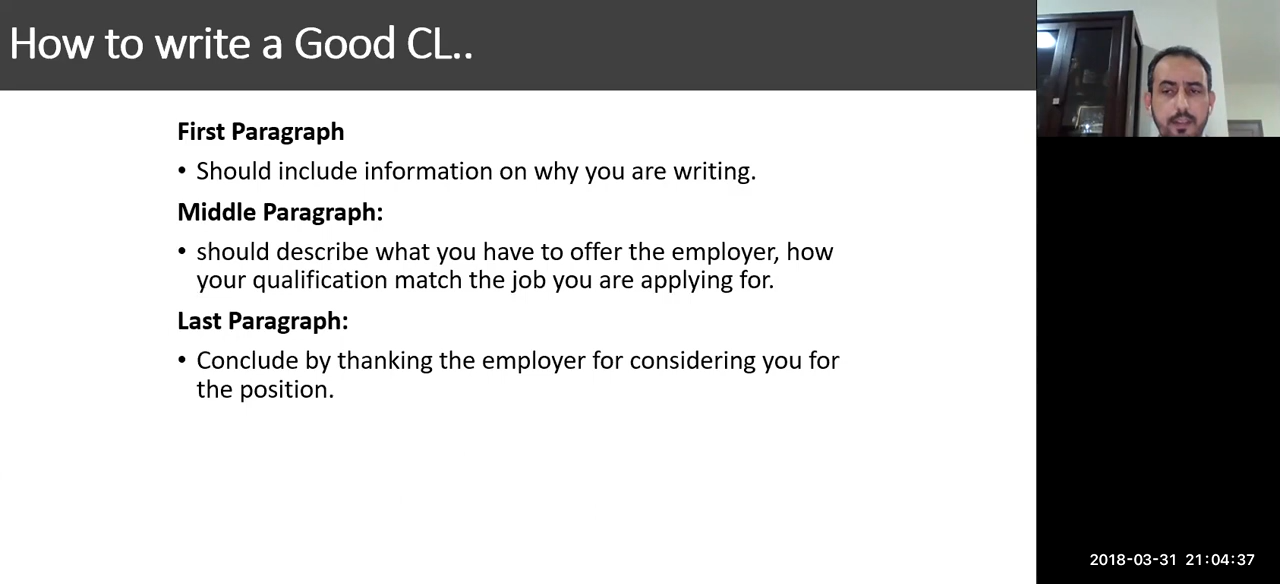 How to write a Good CL..
First Paragraph
• Should include information on why you are writing.
Middle Paragraph:
• should describe what you have to offer the employer, how
your qualification match the job you are applying for.
Last Paragraph:
• Conclude by thanking the employer for considering you for
the position.
2018-03-31 21:04:37